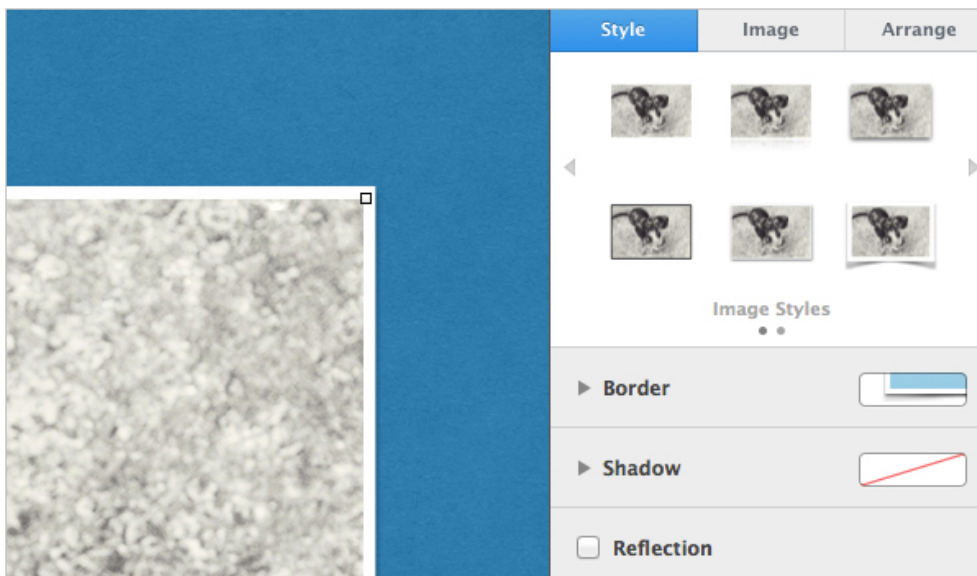 Style Image Arrange
Image Styles
Border
Shadow
Reflection